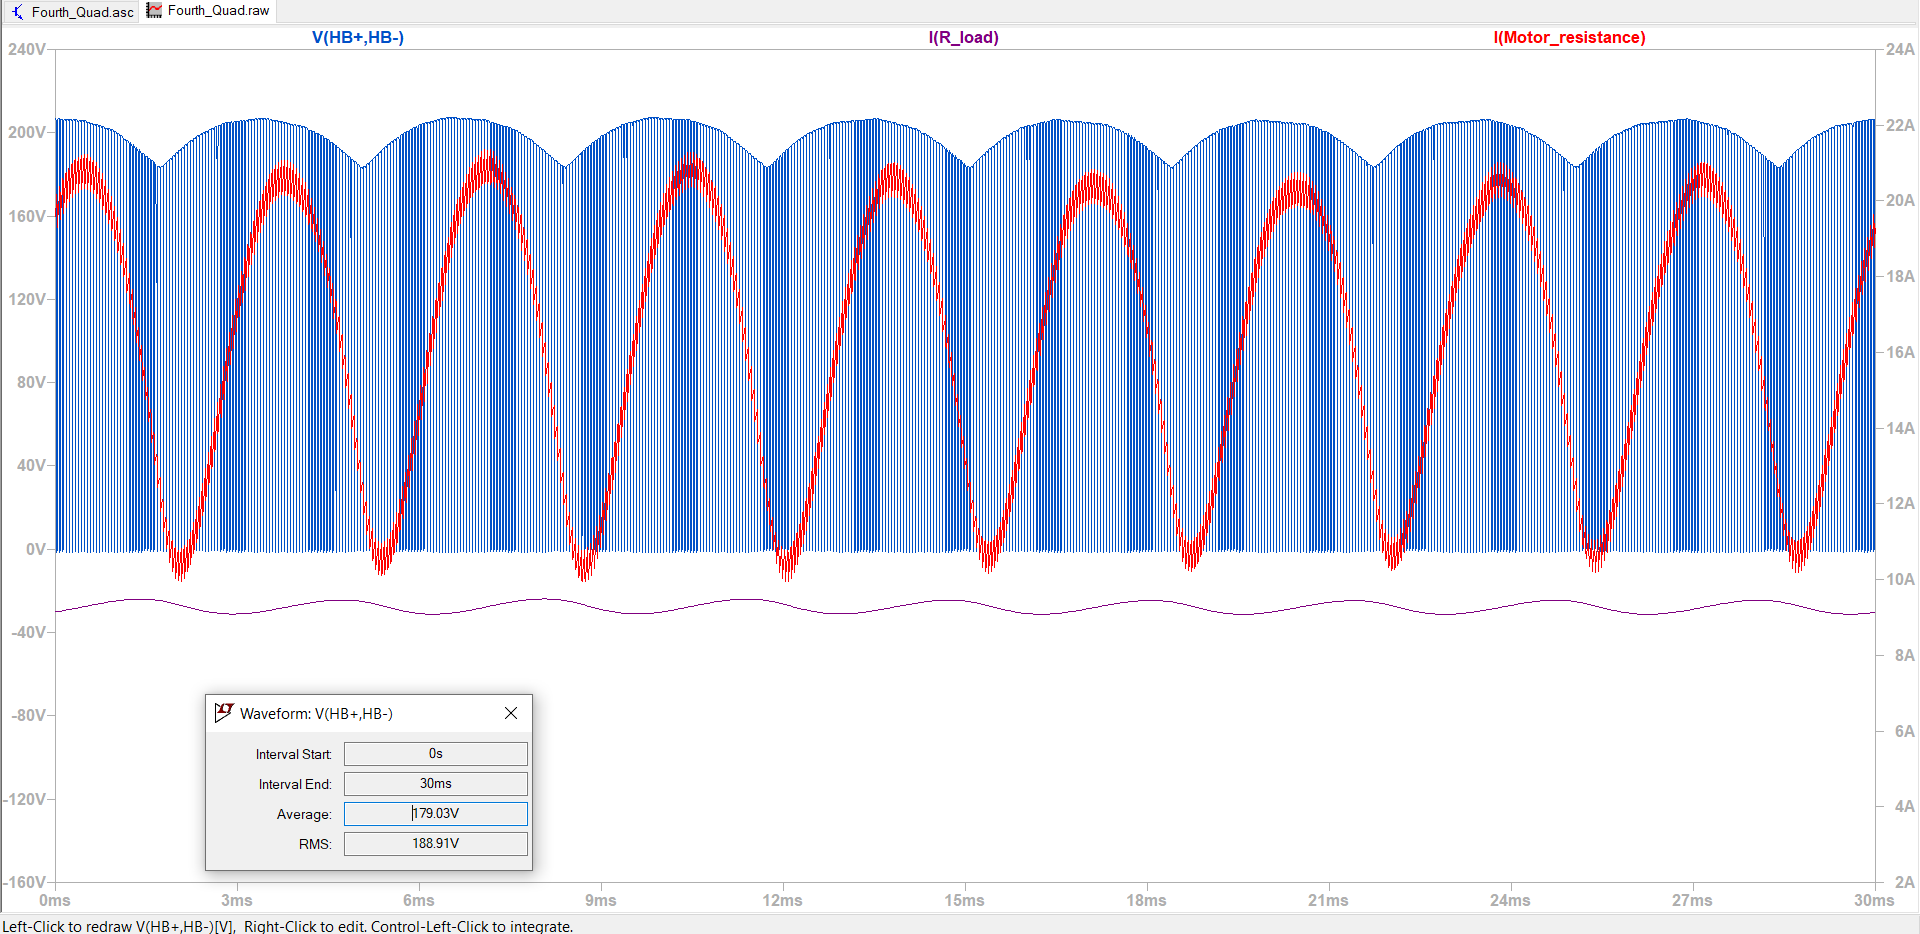 Fourth_Quad.asc Fourth_Quad.raw
V(HB+,HB-) I(R_load) I(Motor_resistance)
240V 24A
200V 22A
160V 20A
120V 18A
80V 16A
40V 14A
0V 12A
-40V 10A
-80V 8A
-120V 6A
-160V 4A
2A
Waveform: V(HB+,HB-)
Interval Start: 0s
Interval End: 30ms
Average: 179.03V
RMS: 188.91V
0ms 3ms 6ms 9ms 12ms 15ms 18ms 21ms 24ms 27ms 30ms
Left-Click to redraw V(HB+,HB-)[V], Right-Click to edit. Control-Left-Click to integrate.